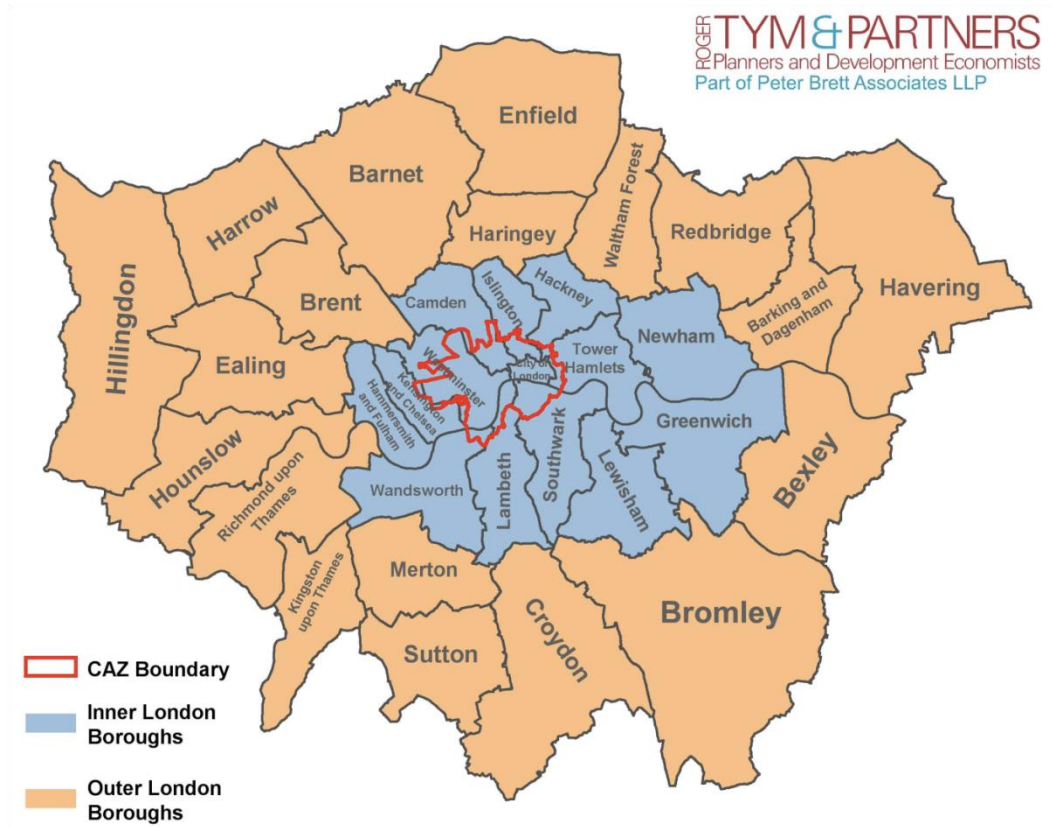 ROGER
TYM & PARTNERS
Planners and Development Economists
Part of Peter Brett Associates LLP
Enfield
Barnet
Harrow
Haringey
Waltham Forest
Redbridge
Hillingdon
Brent
Camden
Islington
Hackney
Newham
Barking and
Dagenham
Havering
Ealing
Westminster
City of
London
Tower
Hamlets
Kensington
and Chelsea
Hammersmith
and Fulham
Greenwich
Hounslow
Richmond upon
Thames
Wandsworth
Lambeth
Southwark
Lewisham
Bexley
Kingston
upon Thames
Merton
Sutton
Croydon
Bromley
CAZ Boundary
Inner London
Boroughs
Outer London
Boroughs